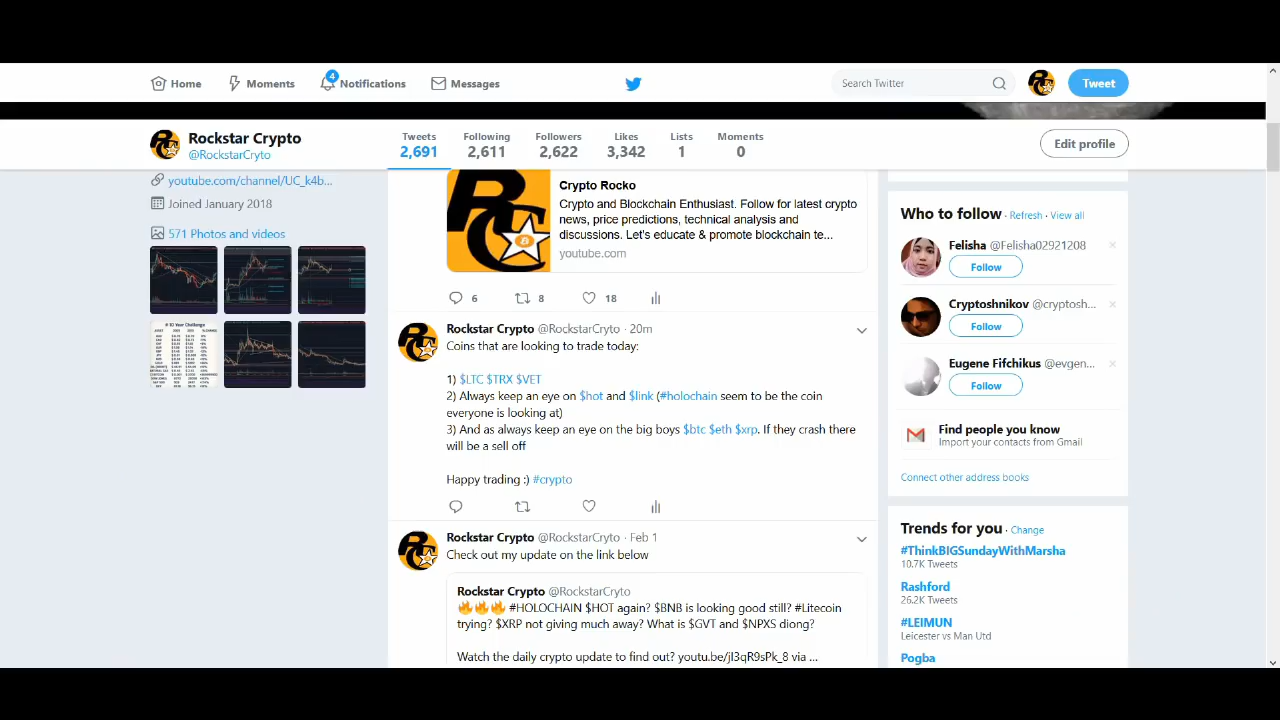 Home
Moments
4
Notifications
Messages
Search Twitter
Tweet
Rockstar Crypto
@RockstarCryto
Tweets
2,691
Following
2,611
Followers
2,622
Likes
3,342
Lists
1
Moments
0
Edit profile
youtube.com/channel/UC_k4b...
Joined January 2018
571 Photos and videos
Crypto Rocko
Crypto and Blockchain Enthusiast. Follow for latest crypto
news, price predictions, technical analysis and
discussions. Let's educate & promote blockchain te...
youtube.com
6
8
18
Rockstar Crypto @RockstarCryto · 20m
Coins that are looking to trade today:
1) $LTC $TRX $VET
2) Always keep an eye on $hot and $link (#holochain seem to be the coin
everyone is looking at)
3) And as always keep an eye on the big boys $btc $eth $xrp. If they crash there
will be a sell off
Happy trading :) #crypto
Rockstar Crypto @RockstarCryto · Feb 1
Check out my update on the link below
Rockstar Crypto @RockstarCryto
🔥🔥🔥 #HOLOCHAIN $HOT again? $BNB is looking good still? #Litecoin
trying? $XRP not giving much away? What is $GVT and $NPXS diong?
Watch the daily crypto update to find out? youtu.be/jI3qR9sPk_8 via ...
Who to follow · Refresh · View all
Felisha @Felisha02921208
Follow
Cryptoshnikov @cryptosh...
Follow
Eugene Fifchikus @evgen...
Follow
Find people you know
Import your contacts from Gmail
Connect other address books
Trends for you · Change
#ThinkBIGSundayWithMarsha
10.7K Tweets
Rashford
26.2K Tweets
#LEIMUN
Leicester vs Man Utd
Pogba